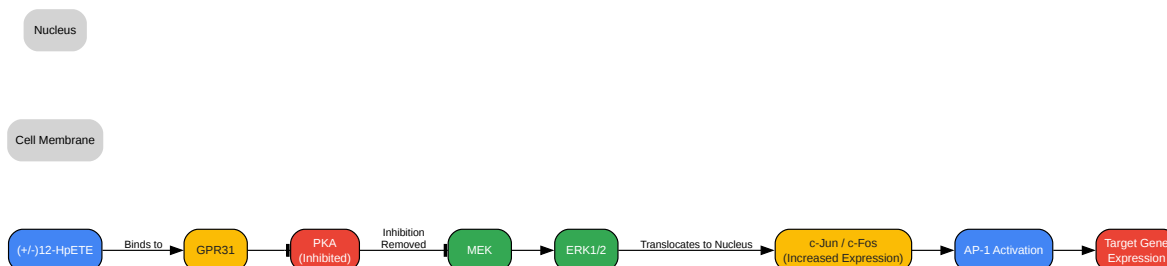 Nucleus
Cell Membrane
(+/-)12-HpETE
Binds to
GPR31
PKA
(Inhibited)
Inhibition
Removed
MEK
ERK1/2
Translocates to Nucleus
c-Jun / c-Fos
(Increased Expression)
AP-1 Activation
Target Gene
Expression